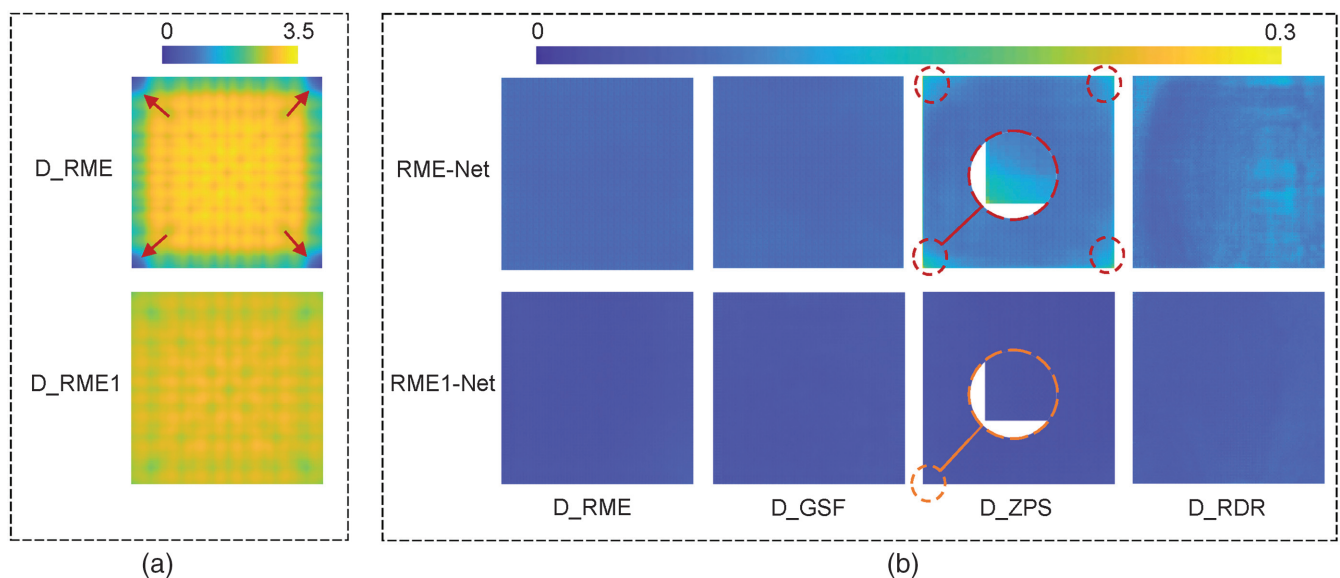 0 3.5
D_RME
D_RME1
(a)
0 0.3
RME-Net
RME1-Net
D_RME D_GSF D_ZPS D_RDR
(b)